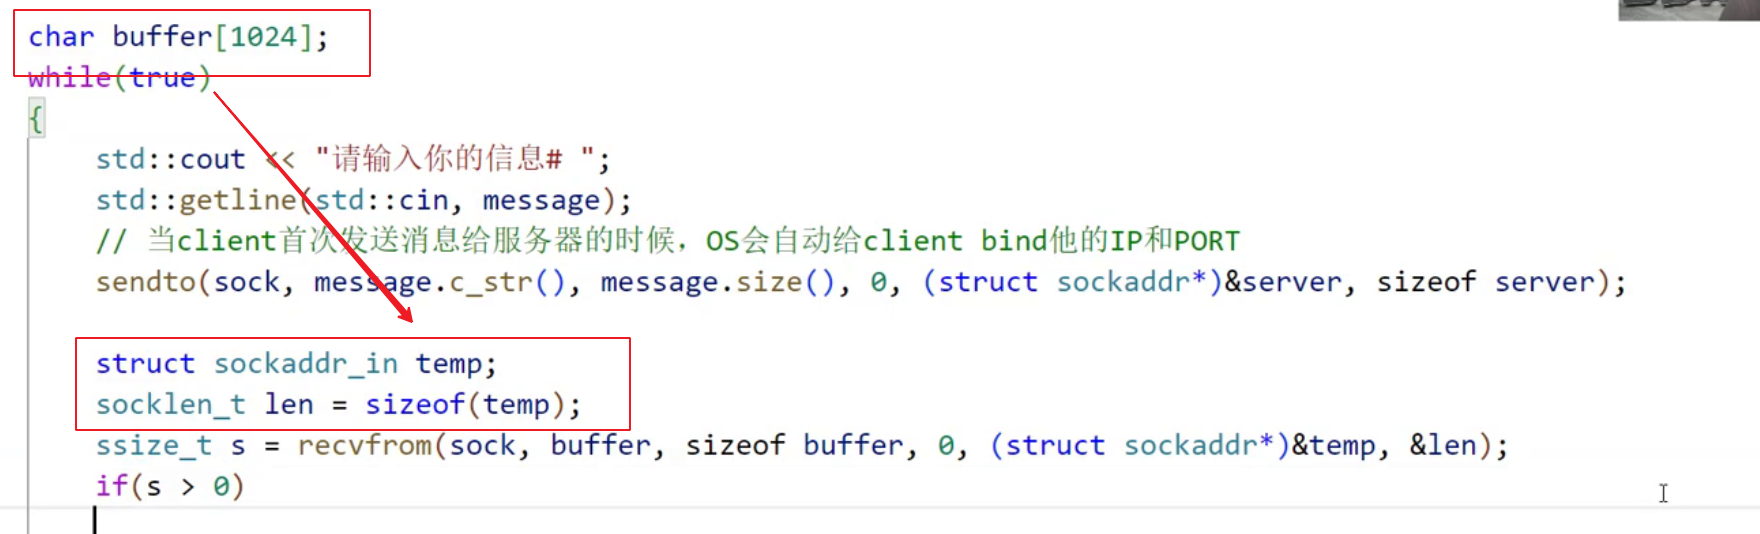 char buffer[1024];
while(true)
{
std::cout << "请输入你的信息# ";
std::getline(std::cin, message);
// 当client首次发送消息给服务器的时候，OS会自动给client bind他的IP和PORT
sendto(sock, message.c_str(), message.size(), 0, (struct sockaddr*)&server, sizeof server);
struct sockaddr_in temp;
socklen_t len = sizeof(temp);
ssize_t s = recvfrom(sock, buffer, sizeof buffer, 0, (struct sockaddr*)&temp, &len);
if(s > 0)